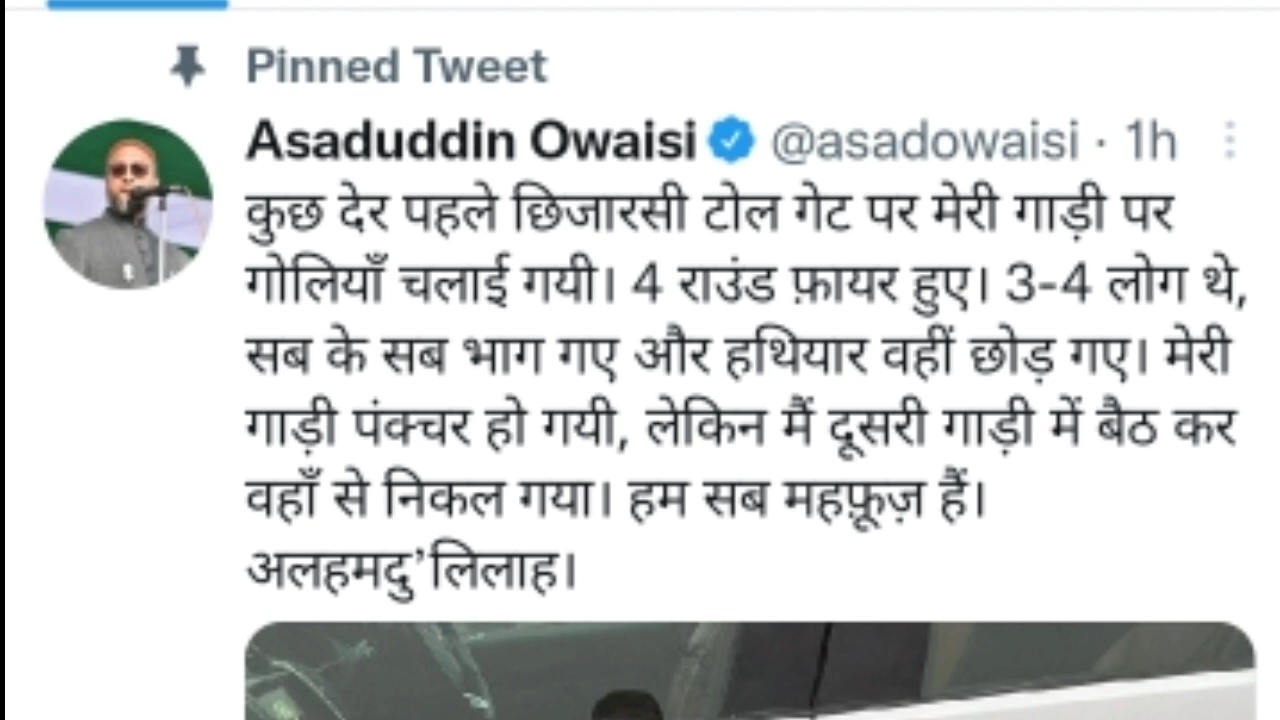 Pinned Tweet
Asaduddin Owaisi @asadowaisi · 1h
कुछ देर पहले छिजारसी टोल गेट पर मेरी गाड़ी पर
गोलियाँ चलाई गयी। 4 राउंड फ़ायर हुए। 3-4 लोग थे,
सब के सब भाग गए और हथियार वहीं छोड़ गए। मेरी
गाड़ी पंक्चर हो गयी, लेकिन मैं दूसरी गाड़ी में बैठ कर
वहाँ से निकल गया। हम सब महफ़ूज़ हैं।
अलहमदु’लिलाह।